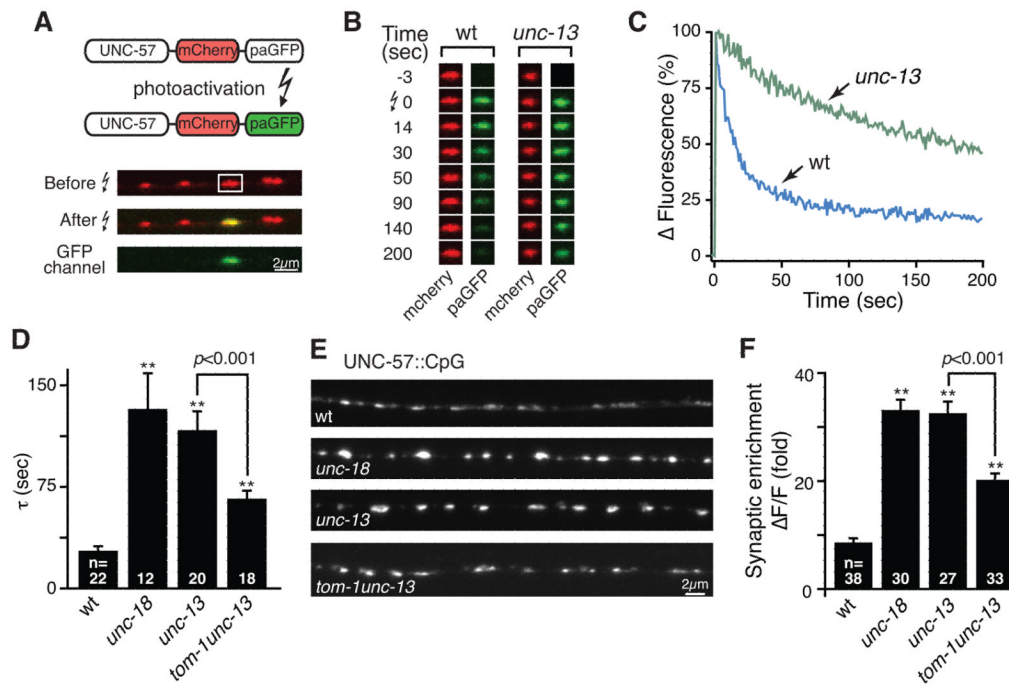 A
UNC-57 mCherry paGFP
photoactivation
UNC-57 mCherry paGFP
Before
After
GFP
channel
2µm
B
Time
(sec)
wt unc-13
-3
0
14
30
50
90
140
200
mcherry paGFP mcherry paGFP
C
Δ Fluorescence (%)
100
75
50
25
0
unc-13
wt
0 50 100 150 200
Time (sec)
D
p<0.001
τ (sec)
150
75
0
** ** **
n=
22 12 20 18
wt unc-18 unc-13 tom-1unc-13
E
UNC-57::CpG
wt
unc-18
unc-13
tom-1unc-13
2µm
F
p<0.001
Synaptic enrichment
ΔF/F (fold)
40
20
0
** ** **
n=
38 30 27 33
wt unc-18 unc-13 tom-1unc-13